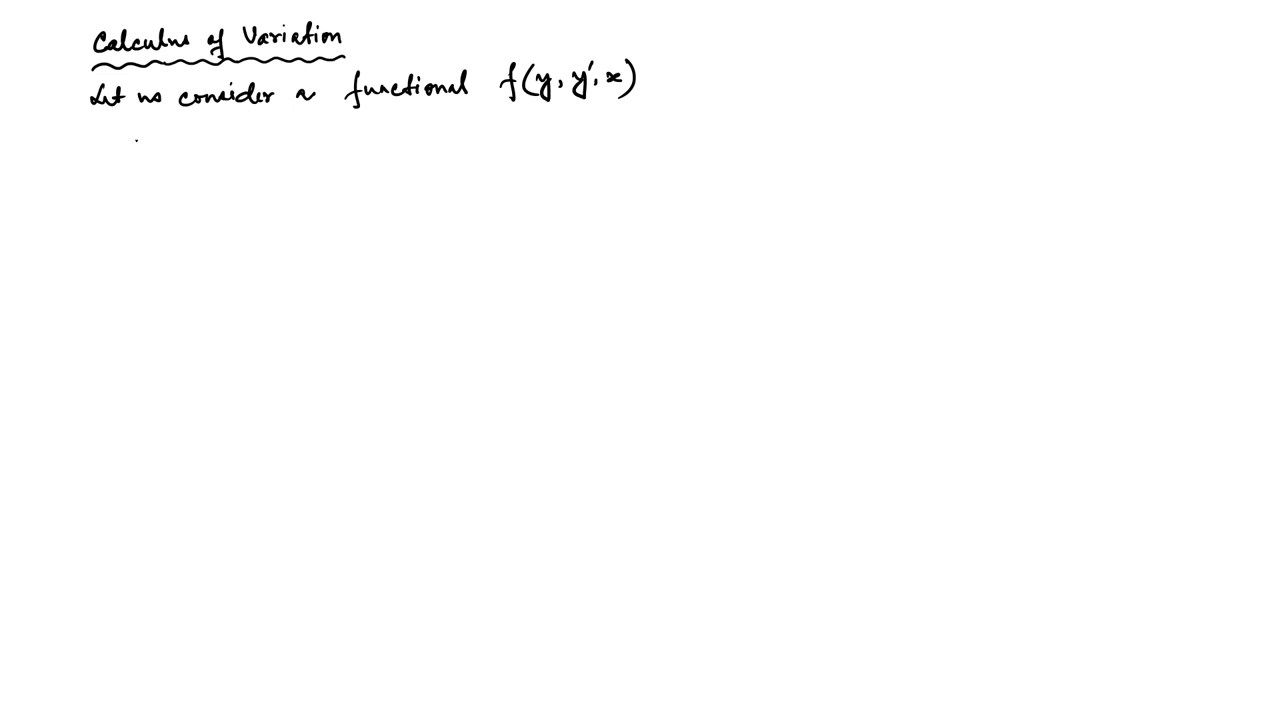 Calculus of Variation
Let us consider a functional f(y, y′, x)